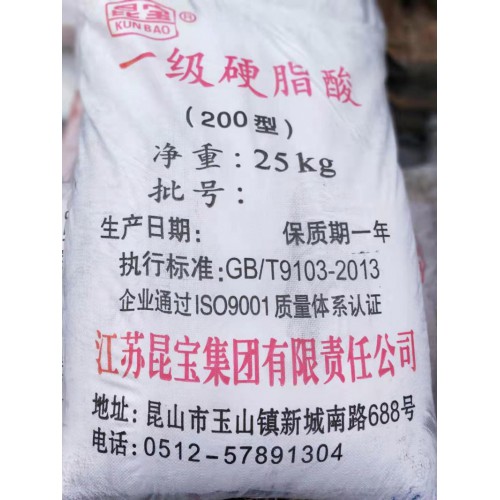 昆宝®
KUNBAO
一级硬脂酸
(200型)
净重:25kg
批号:
生产日期: 保质期一年
执行标准:GB/T9103-2013
企业通过ISO9001质量体系认证
江苏昆宝集团有限责任公司
地址:昆山市玉山镇新城南路688号
电话:0512-57891304